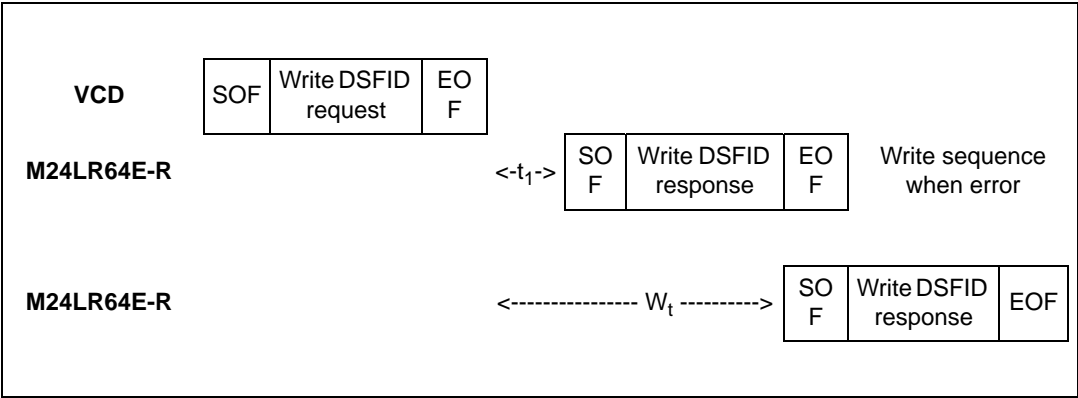 VCD SOF Write DSFID EO
request F
M24LR64E-R <-t1-> SO Write DSFID EO Write sequence
F response F when error
M24LR64E-R <---------------- Wt ----------> SO Write DSFID EOF
F response